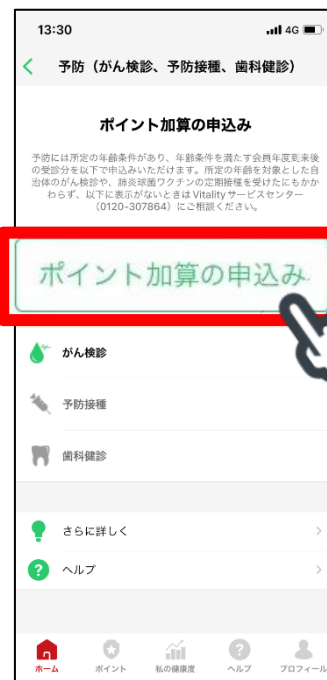 13:30
4G
予防（がん検診、予防接種、歯科健診）
ポイント加算の申込み
予防には所定の年齢条件があり、年齢条件を満たす会員年度到来後
の受診分を以下で申込みいただけます。所定の年齢を対象とした自
治体のがん検診や、肺炎球菌ワクチンの定期接種を受けたにもかか
わらず、以下に表示がないときは Vitality サービスセンター
（0120-307864）にご相談ください。
ポイント加算の申込み
がん検診
予防接種
歯科健診
さらに詳しく
ヘルプ
ホーム ポイント 私の健康度 ヘルプ プロフィール